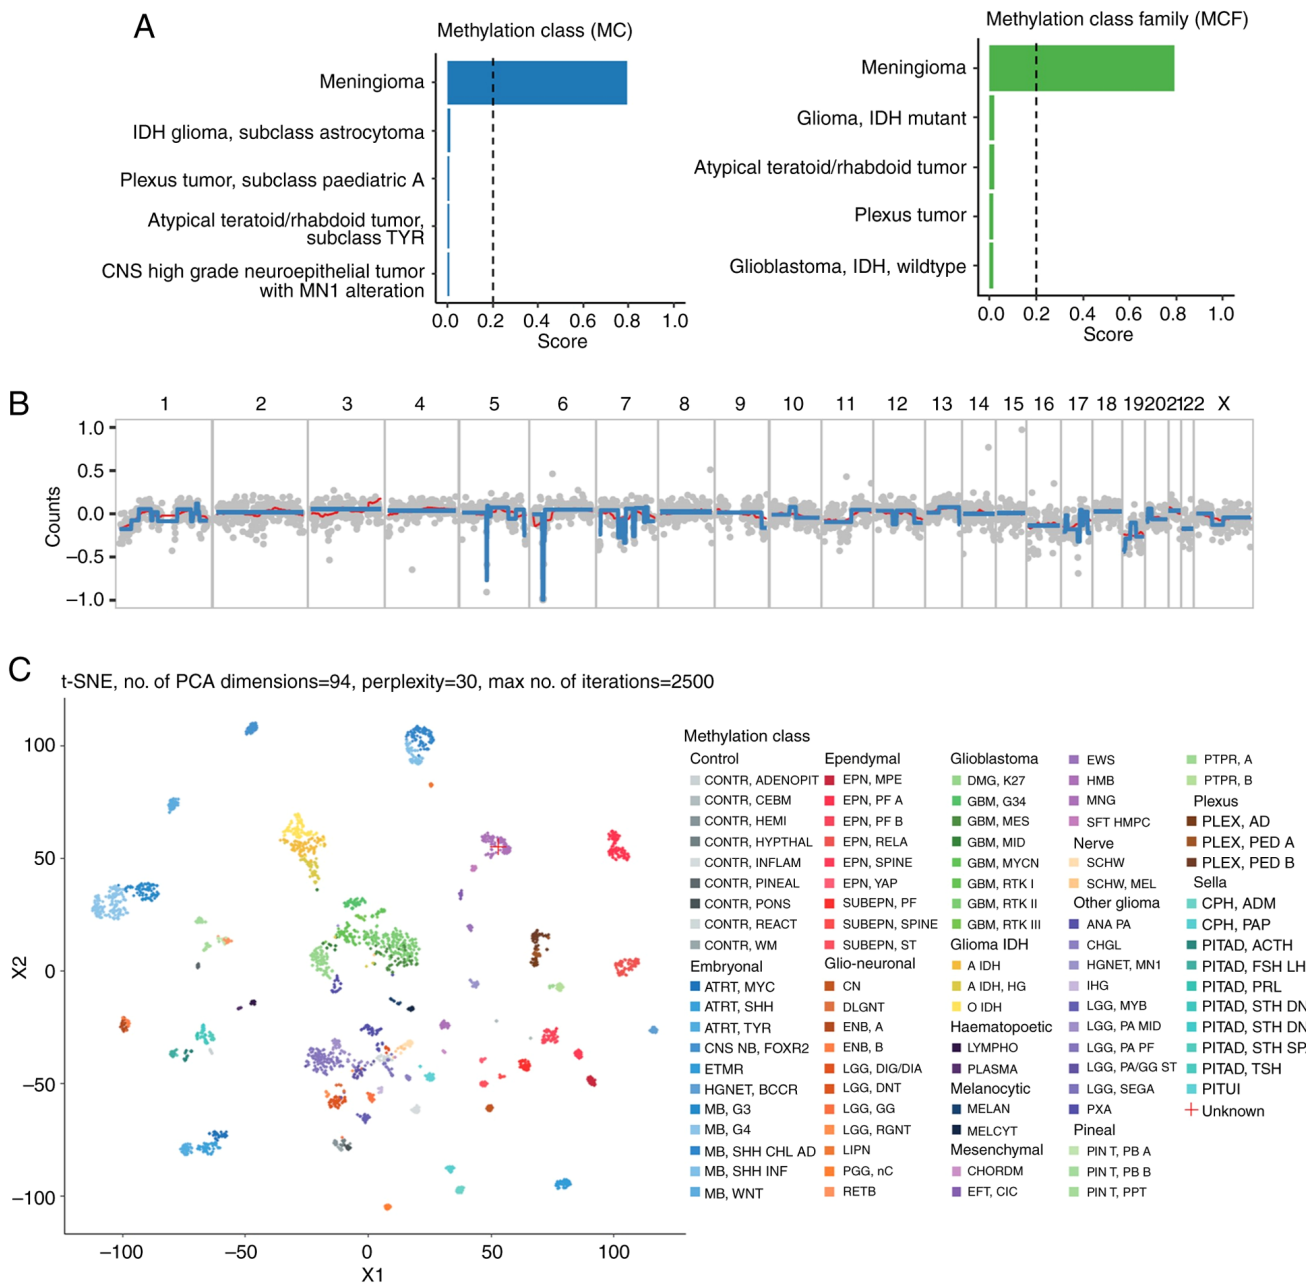 A
Methylation class (MC)
Meningioma
IDH glioma, subclass astrocytoma
Plexus tumor, subclass paediatric A
Atypical teratoid/rhabdoid tumor,
subclass TYR
CNS high grade neuroepithelial tumor
with MN1 alteration
0.0 0.2 0.4 0.6 0.8 1.0
Score
Methylation class family (MCF)
Meningioma
Glioma, IDH mutant
Atypical teratoid/rhabdoid tumor
Plexus tumor
Glioblastoma, IDH, wildtype
0.0 0.2 0.4 0.6 0.8 1.0
Score
B
1 2 3 4 5 6 7 8 9 10 11 12 13 14 15 16 17 18 19 20 21 22 X
Counts
1.0
0.5
0.0
−0.5
−1.0
C
t-SNE, no. of PCA dimensions=94, perplexity=30, max no. of iterations=2500
X2
100
50
0
−50
−100
−100 −50 0 50 100
X1
Methylation class
Control
CONTR, ADENOPIT
CONTR, CEBM
CONTR, HEMI
CONTR, HYPTHAL
CONTR, INFLAM
CONTR, PINEAL
CONTR, PONS
CONTR, REACT
CONTR, WM
Embryonal
ATRT, MYC
ATRT, SHH
ATRT, TYR
CNS NB, FOXR2
ETMR
HGNET, BCCR
MB, G3
MB, G4
MB, SHH CHL AD
MB, SHH INF
MB, WNT
Ependymal
EPN, MPE
EPN, PF A
EPN, PF B
EPN, RELA
EPN, SPINE
EPN, YAP
SUBEPN, PF
SUBEPN, SPINE
SUBEPN, ST
Glio-neuronal
CN
DLGNT
ENB, A
ENB, B
LGG, DIG/DIA
LGG, DNT
LGG, GG
LGG, RGNT
LIPN
PGG, nC
RETB
Glioblastoma
DMG, K27
GBM, G34
GBM, MES
GBM, MID
GBM, MYCN
GBM, RTK I
GBM, RTK II
GBM, RTK III
Glioma IDH
A IDH
A IDH, HG
O IDH
Haematopoetic
LYMPHO
PLASMA
Melanocytic
MELAN
MELCYT
Mesenchymal
CHORDM
EFT, CIC
EWS
HMB
MNG
SFT HMPC
Nerve
SCHW
SCHW, MEL
Other glioma
ANA PA
CHGL
HGNET, MN1
IHG
LGG, MYB
LGG, PA MID
LGG, PA PF
LGG, PA/GG ST
LGG, SEGA
PXA
Pineal
PIN T, PB A
PIN T, PB B
PIN T, PPT
PTPR, A
PTPR, B
Plexus
PLEX, AD
PLEX, PED A
PLEX, PED B
Sella
CPH, ADM
CPH, PAP
PITAD, ACTH
PITAD, FSH LH
PITAD, PRL
PITAD, STH DN
PITAD, STH DN
PITAD, STH SP
PITAD, TSH
PITUI
Unknown